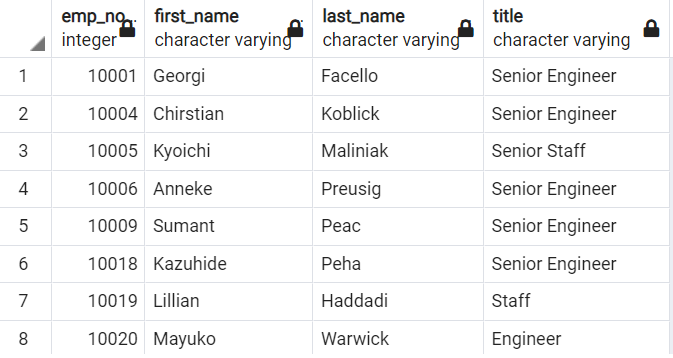 emp_no... first_name last_name title
integer character varying character varying character varying
1 10001 Georgi Facello Senior Engineer
2 10004 Chirstian Koblick Senior Engineer
3 10005 Kyoichi Maliniak Senior Staff
4 10006 Anneke Preusig Senior Engineer
5 10009 Sumant Peac Senior Engineer
6 10018 Kazuhide Peha Senior Engineer
7 10019 Lillian Haddadi Staff
8 10020 Mayuko Warwick Engineer